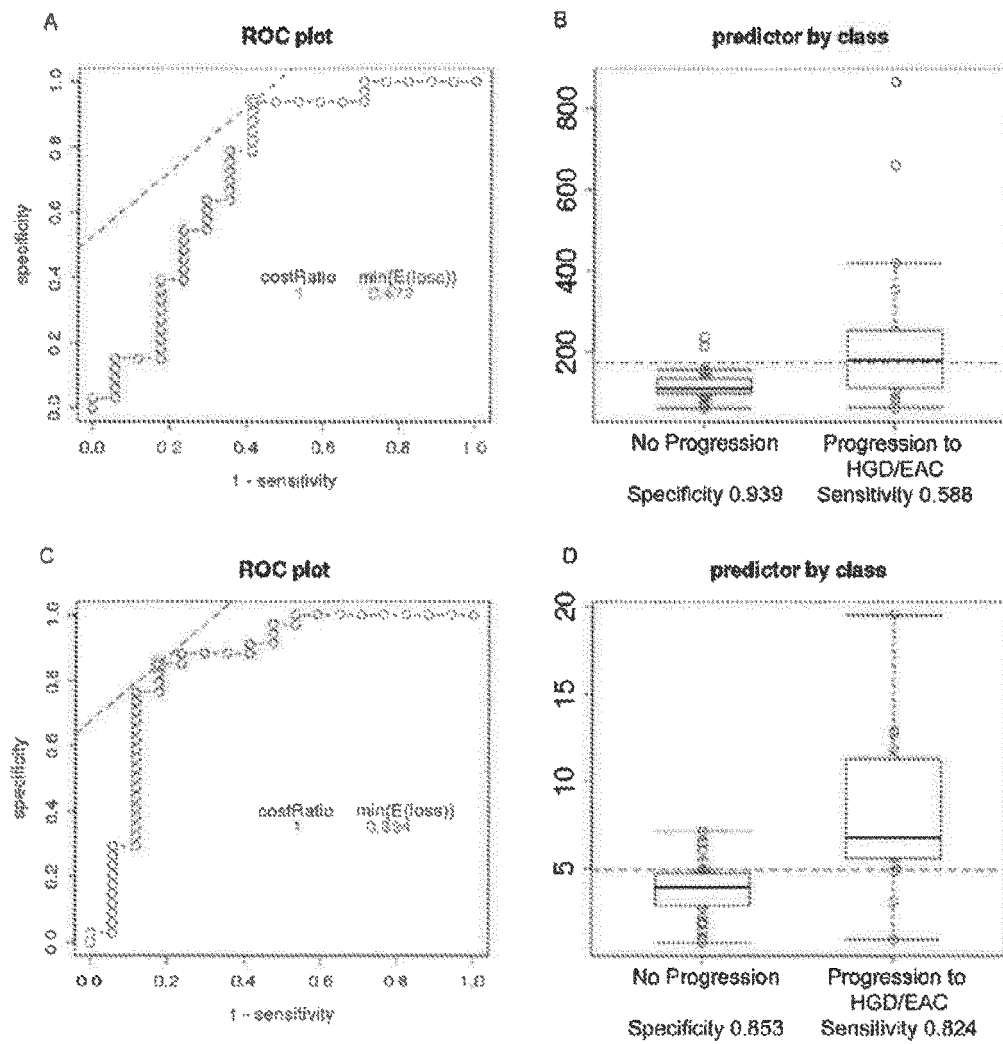 A
ROC plot
1.0
0.8
0.6
0.4
0.2
0.0
specificity
costRatio min(E(loss))
1
0.0 0.2 0.4 0.6 0.8 1.0
1 - sensitivity
B
predictor by class
800
600
400
200
No Progression Progression to
HGD/EAC
Specificity 0.939 Sensitivity 0.588
C
ROC plot
1.0
0.8
0.6
0.4
0.2
0.0
specificity
costRatio min(E(loss))
1
0.0 0.2 0.4 0.6 0.8 1.0
1 - sensitivity
D
predictor by class
20
15
10
5
No Progression Progression to
HGD/EAC
Specificity 0.853 Sensitivity 0.824